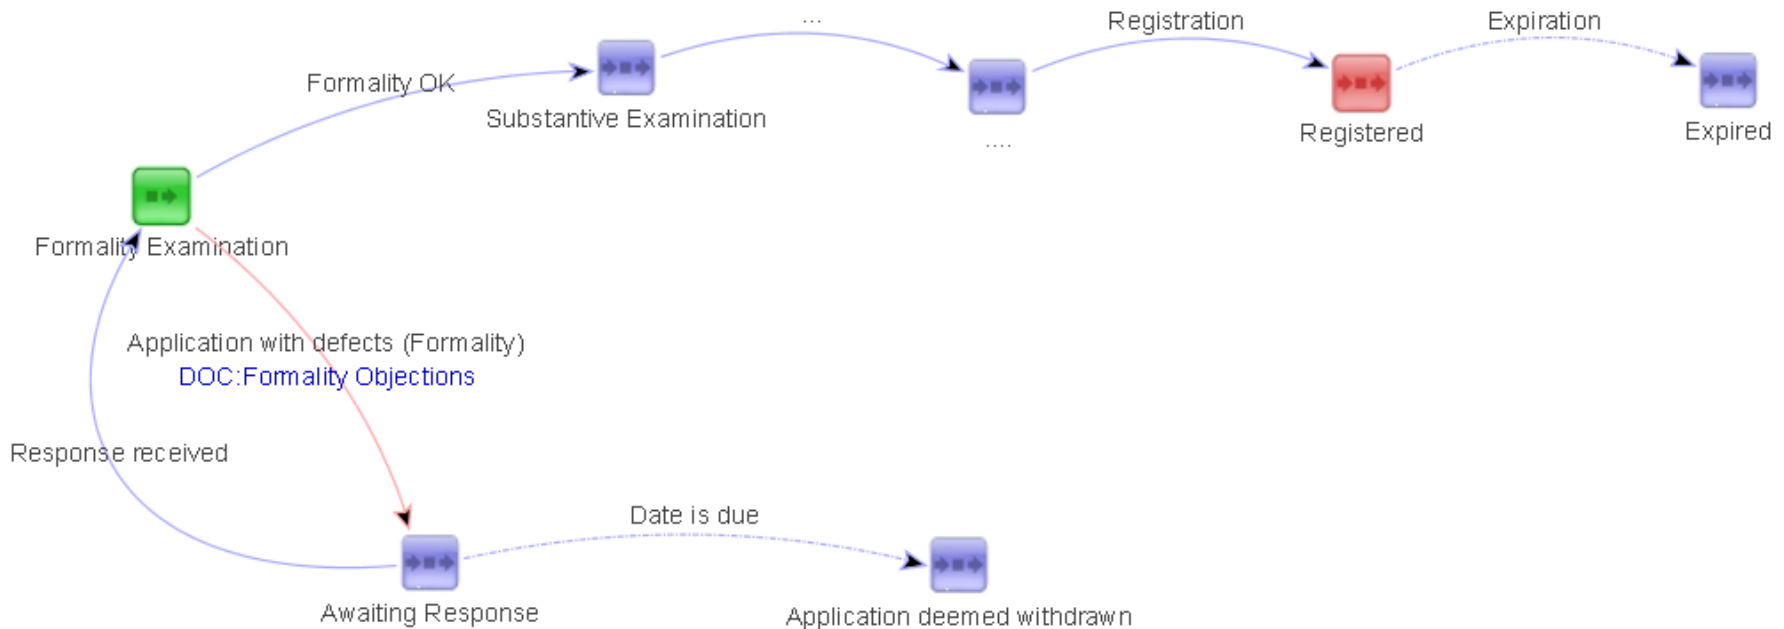 ...
Registration
Expiration
Formality OK
Substantive Examination
....
Registered
Expired
Formality Examination
Application with defects (Formality)
DOC:Formality Objections
Response received
Date is due
Awaiting Response
Application deemed withdrawn